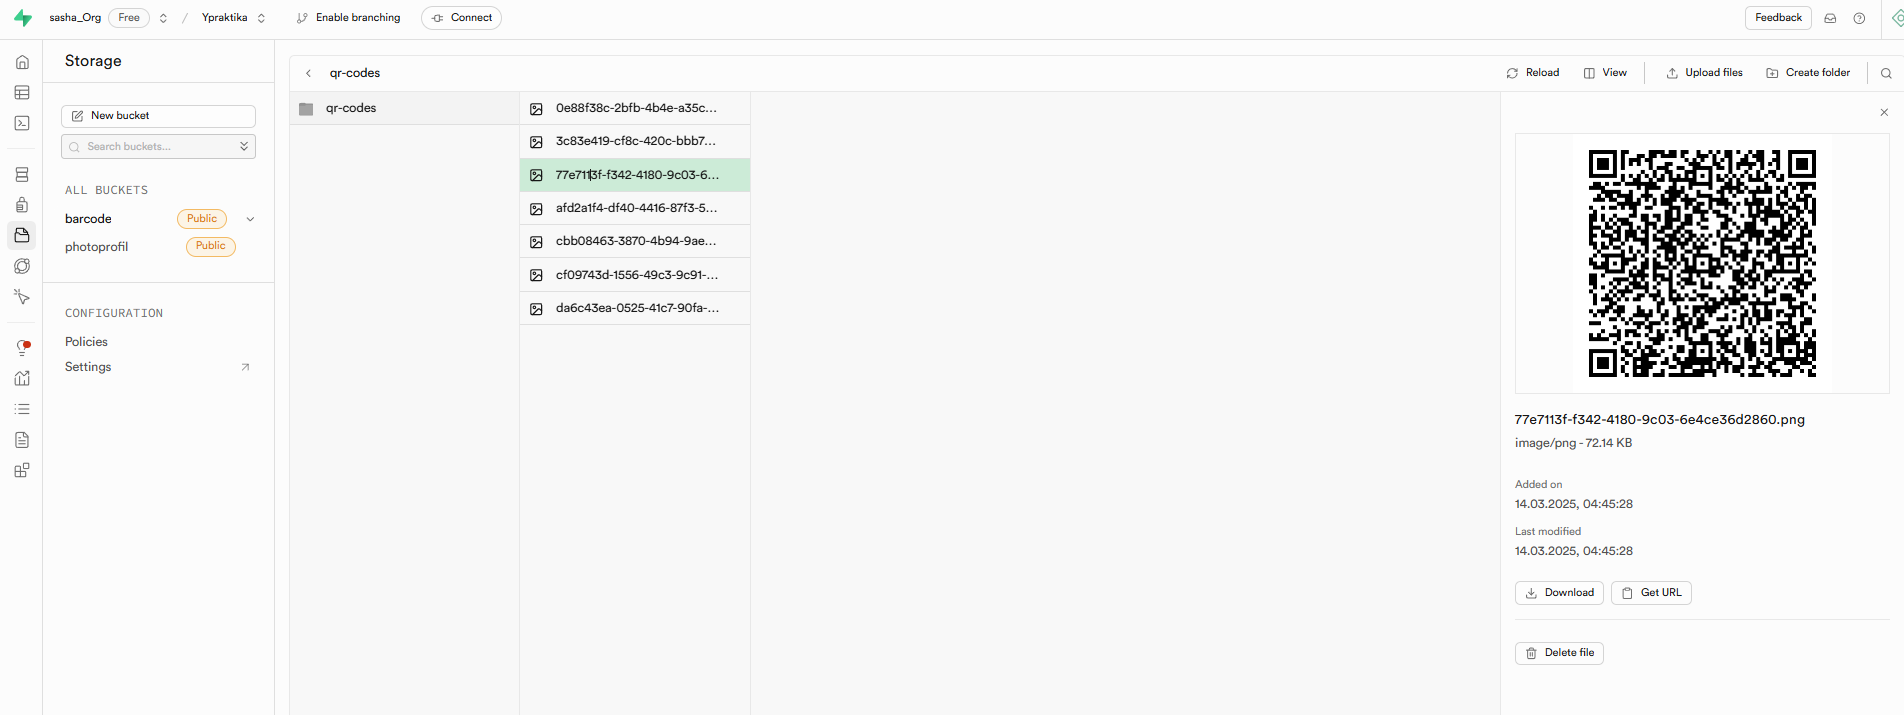 sasha_Org Free / Ypraktika Enable branching Connect Feedback
Storage
New bucket
Search buckets...
ALL BUCKETS
barcode Public
photoprofil Public
CONFIGURATION
Policies
Settings
qr-codes Reload View Upload files Create folder
qr-codes
0e88f38c-2bfb-4b4e-a35c...
3c83e419-cf8c-420c-bbb7...
77e7113f-f342-4180-9c03-6...
afd2a1f4-df40-4416-87f3-5...
cbb08463-3870-4b94-9ae...
cf09743d-1556-49c3-9c91-...
da6c43ea-0525-41c7-90fa-...
77e7113f-f342-4180-9c03-6e4ce36d2860.png
image/png - 72.14 KB
Added on
14.03.2025, 04:45:28
Last modified
14.03.2025, 04:45:28
Download Get URL
Delete file